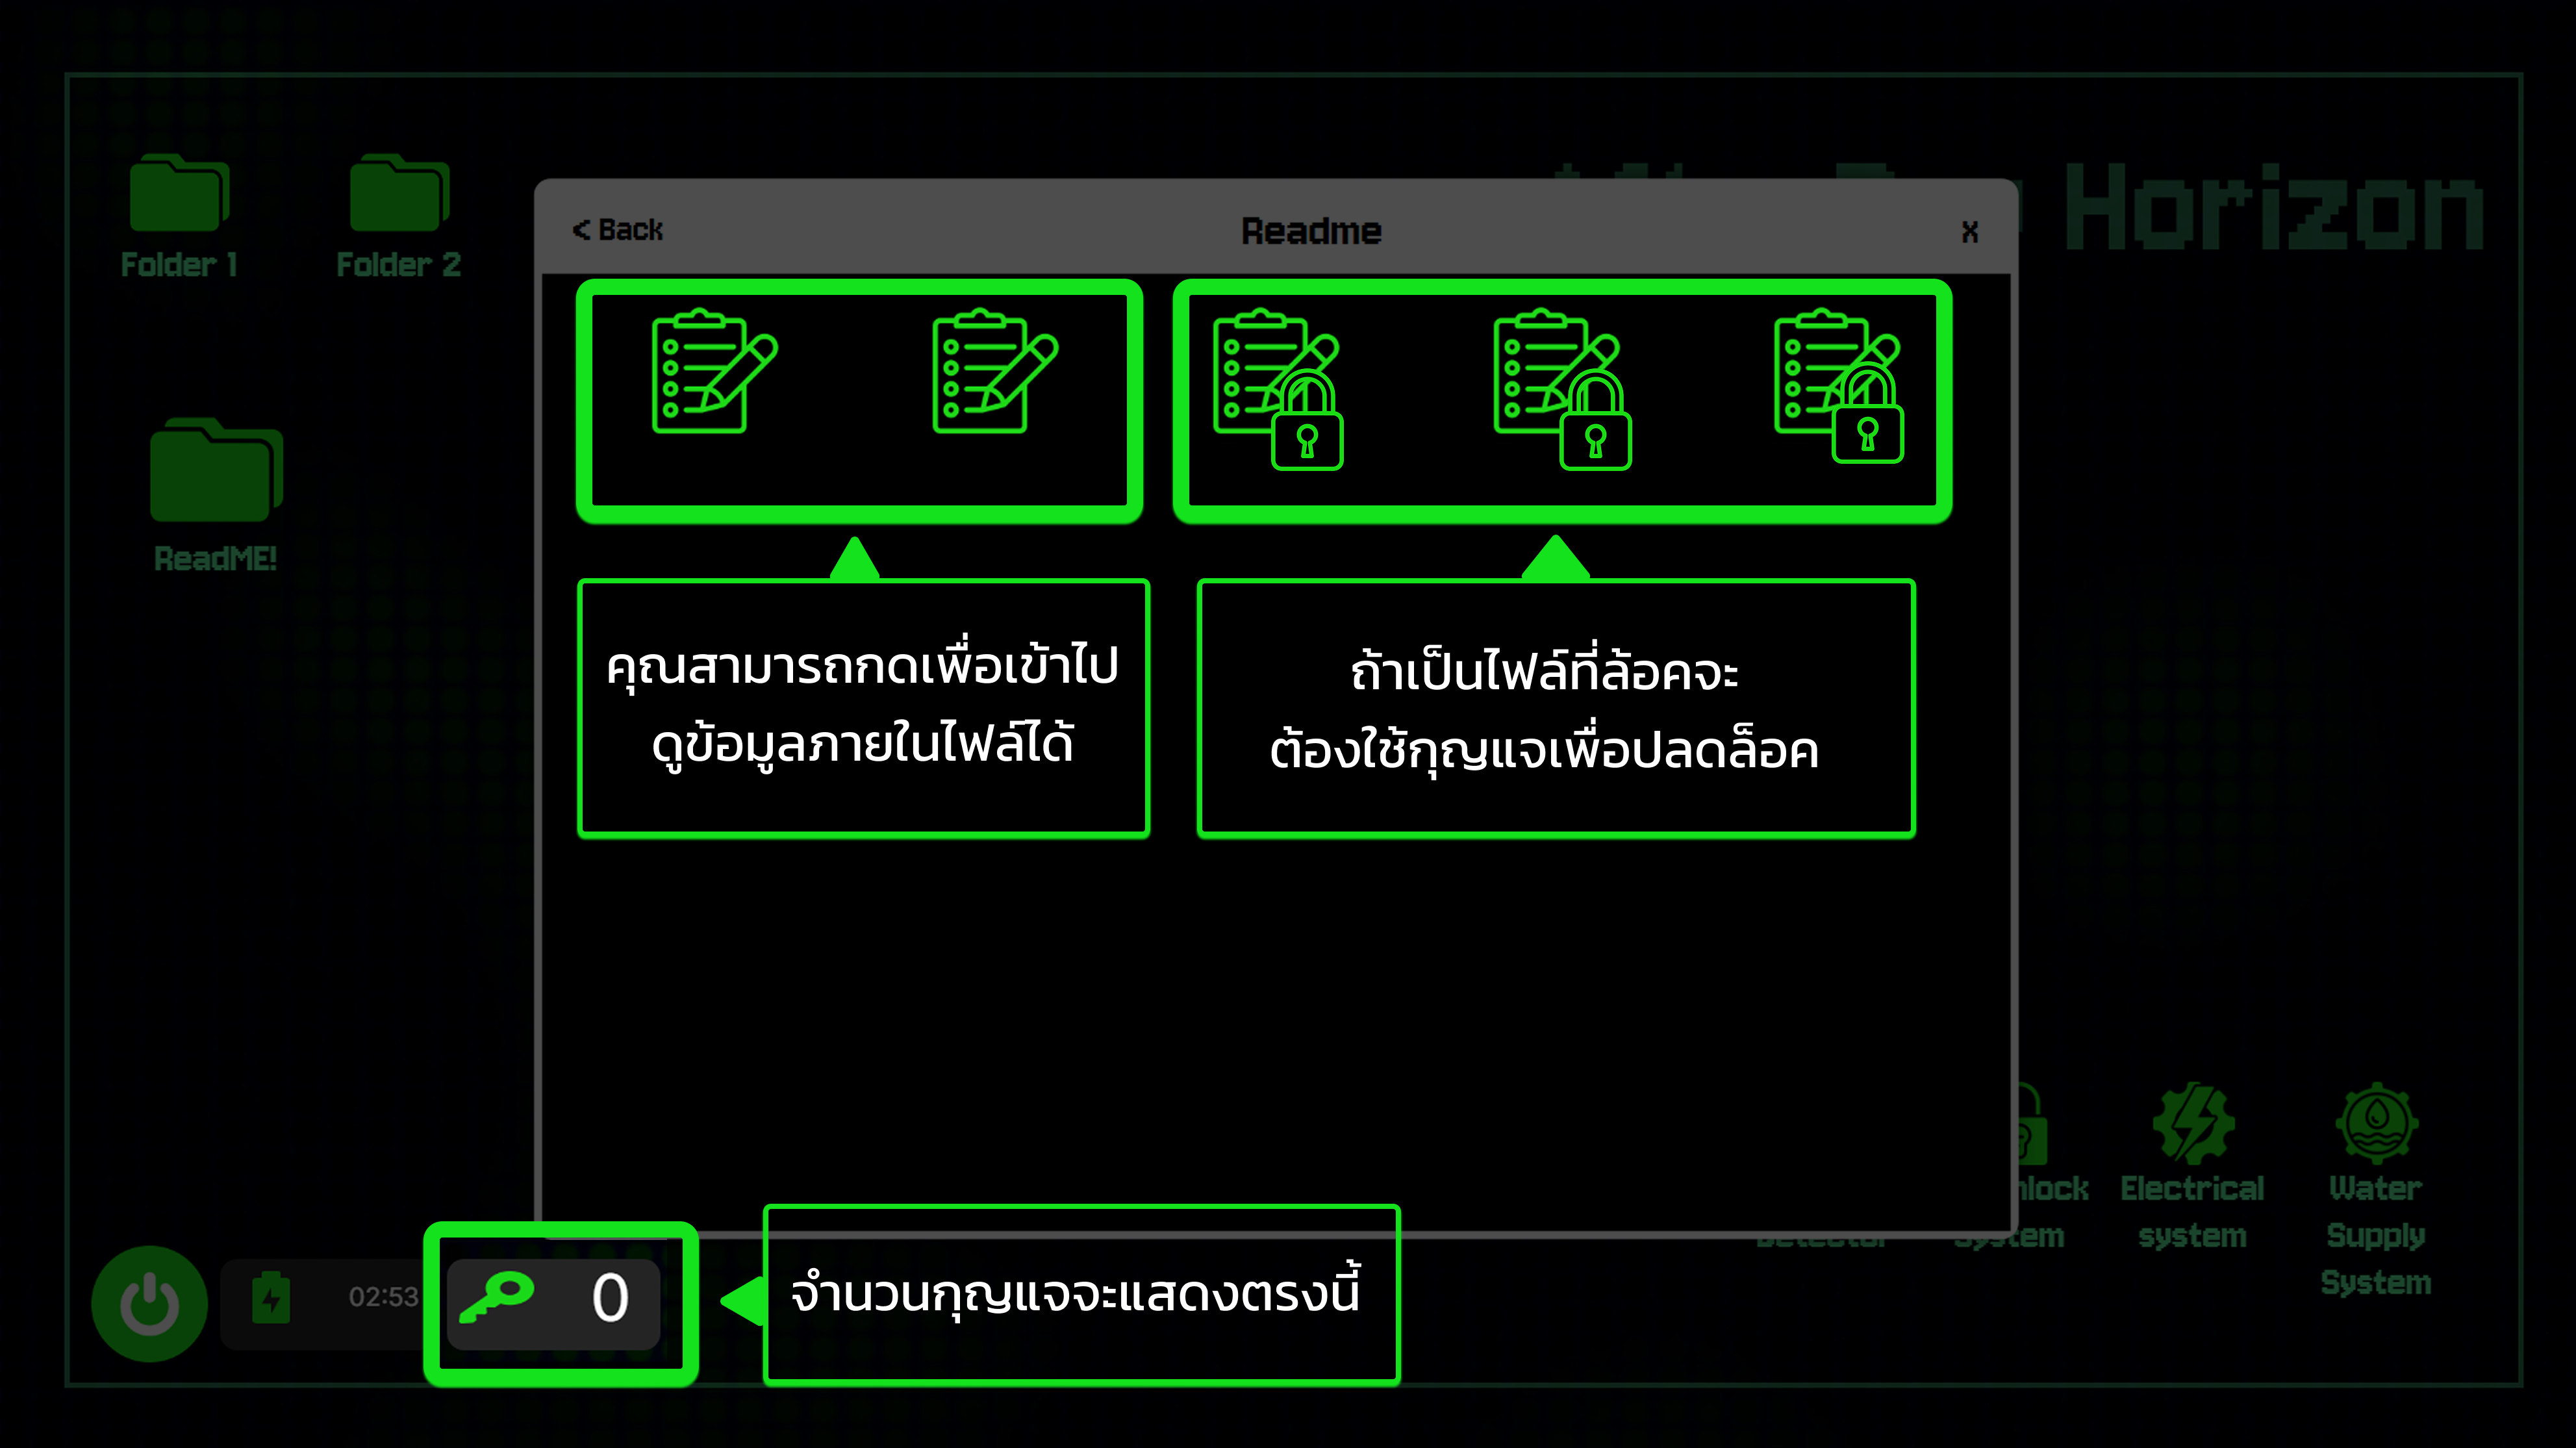 Horizon
Folder 1
Folder 2
< Back
Readme
x
ReadME!
คุณสามารถกดเพื่อเข้าไป
ดูข้อมูลภายในไฟล์ได้
ถ้าเป็นไฟล์ที่ล้อคจะ
ต้องใช้กุญแจเพื่อปลดล็อค
Electrical
system
Water
Supply
System
02:53
0
จำนวนกุญแจจะแสดงตรงนี้